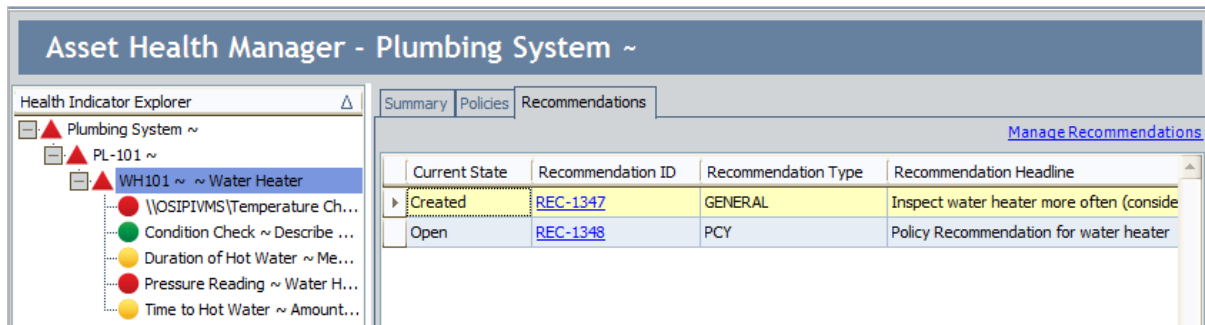 Asset Health Manager - Plumbing System ~
Health Indicator Explorer
Plumbing System ~
PL-101 ~
WH101 ~ ~ Water Heater
\\OSIPIVMS\Temperature Ch...
Condition Check ~ Describe ...
Duration of Hot Water ~ Me...
Pressure Reading ~ Water H...
Time to Hot Water ~ Amount...
Summary Policies Recommendations
Manage Recommendations
Current State Recommendation ID Recommendation Type Recommendation Headline
Created REC-1347 GENERAL Inspect water heater more often (conside
Open REC-1348 PCY Policy Recommendation for water heater